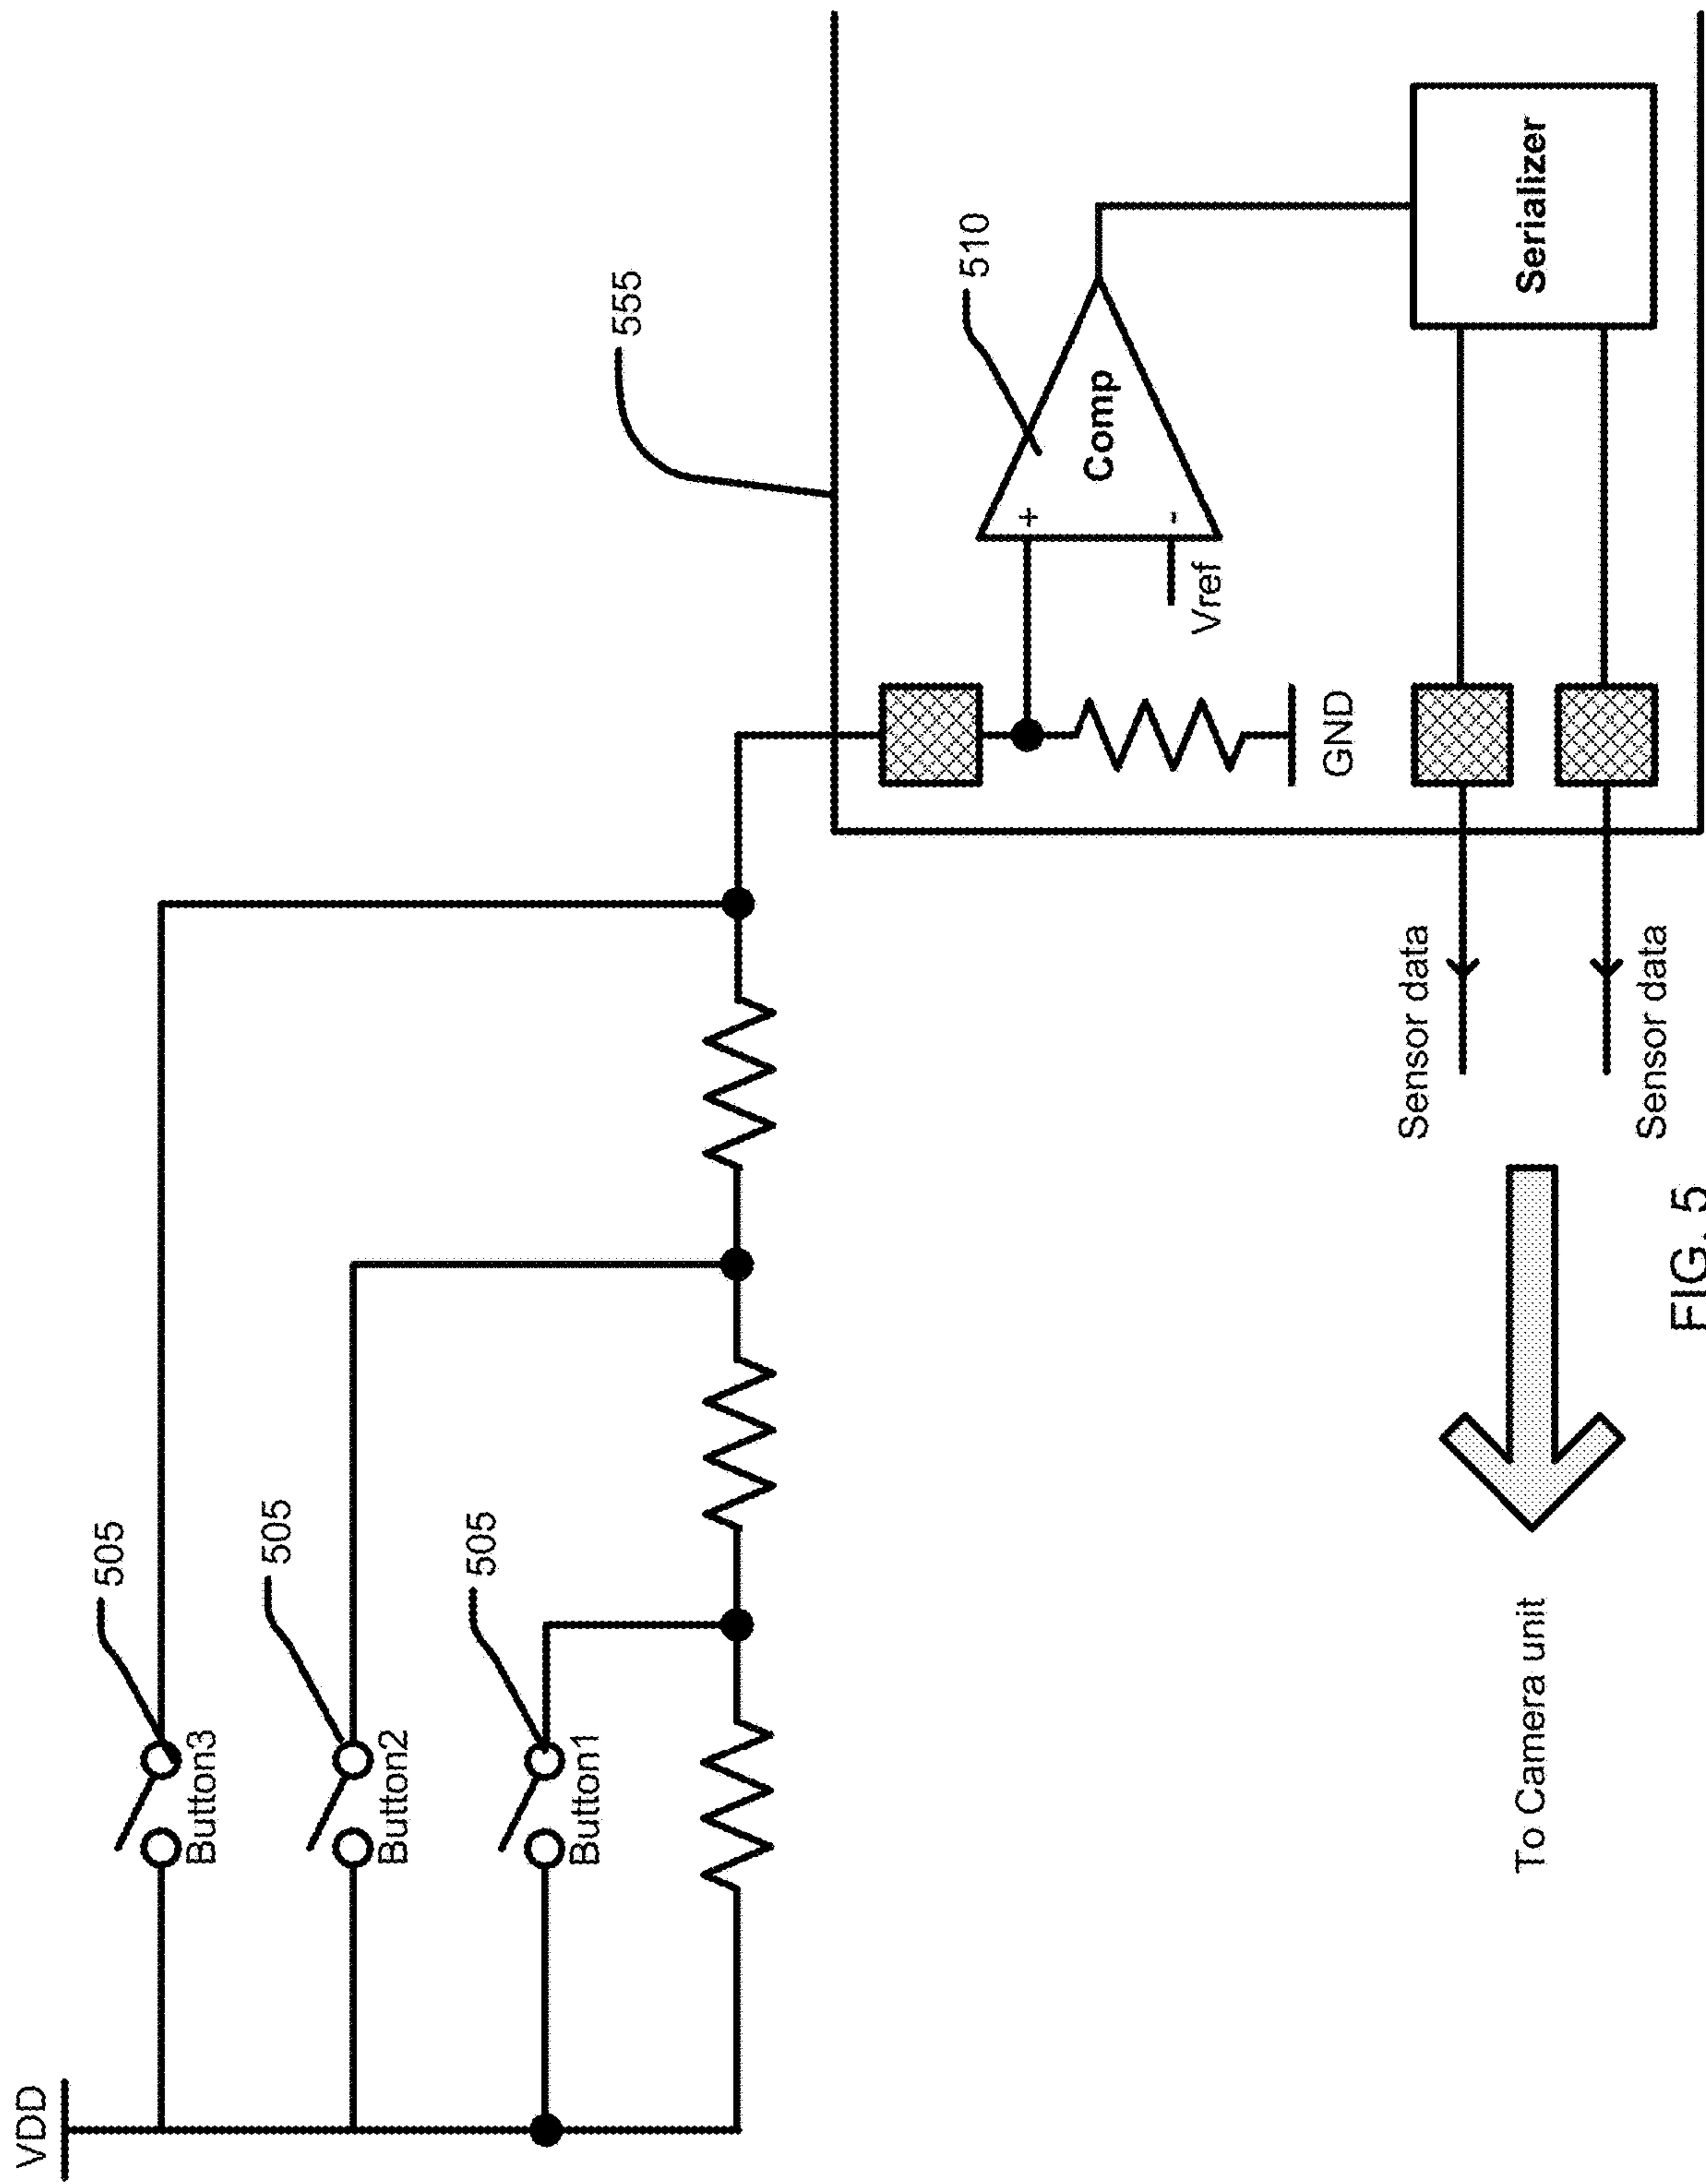 VDD
505
Button3
505
Button2
505
Button1
555
510
+
Comp
-
Vref
GND
Serializer
Sensor data
Sensor data
To Camera unit
FIG. 5